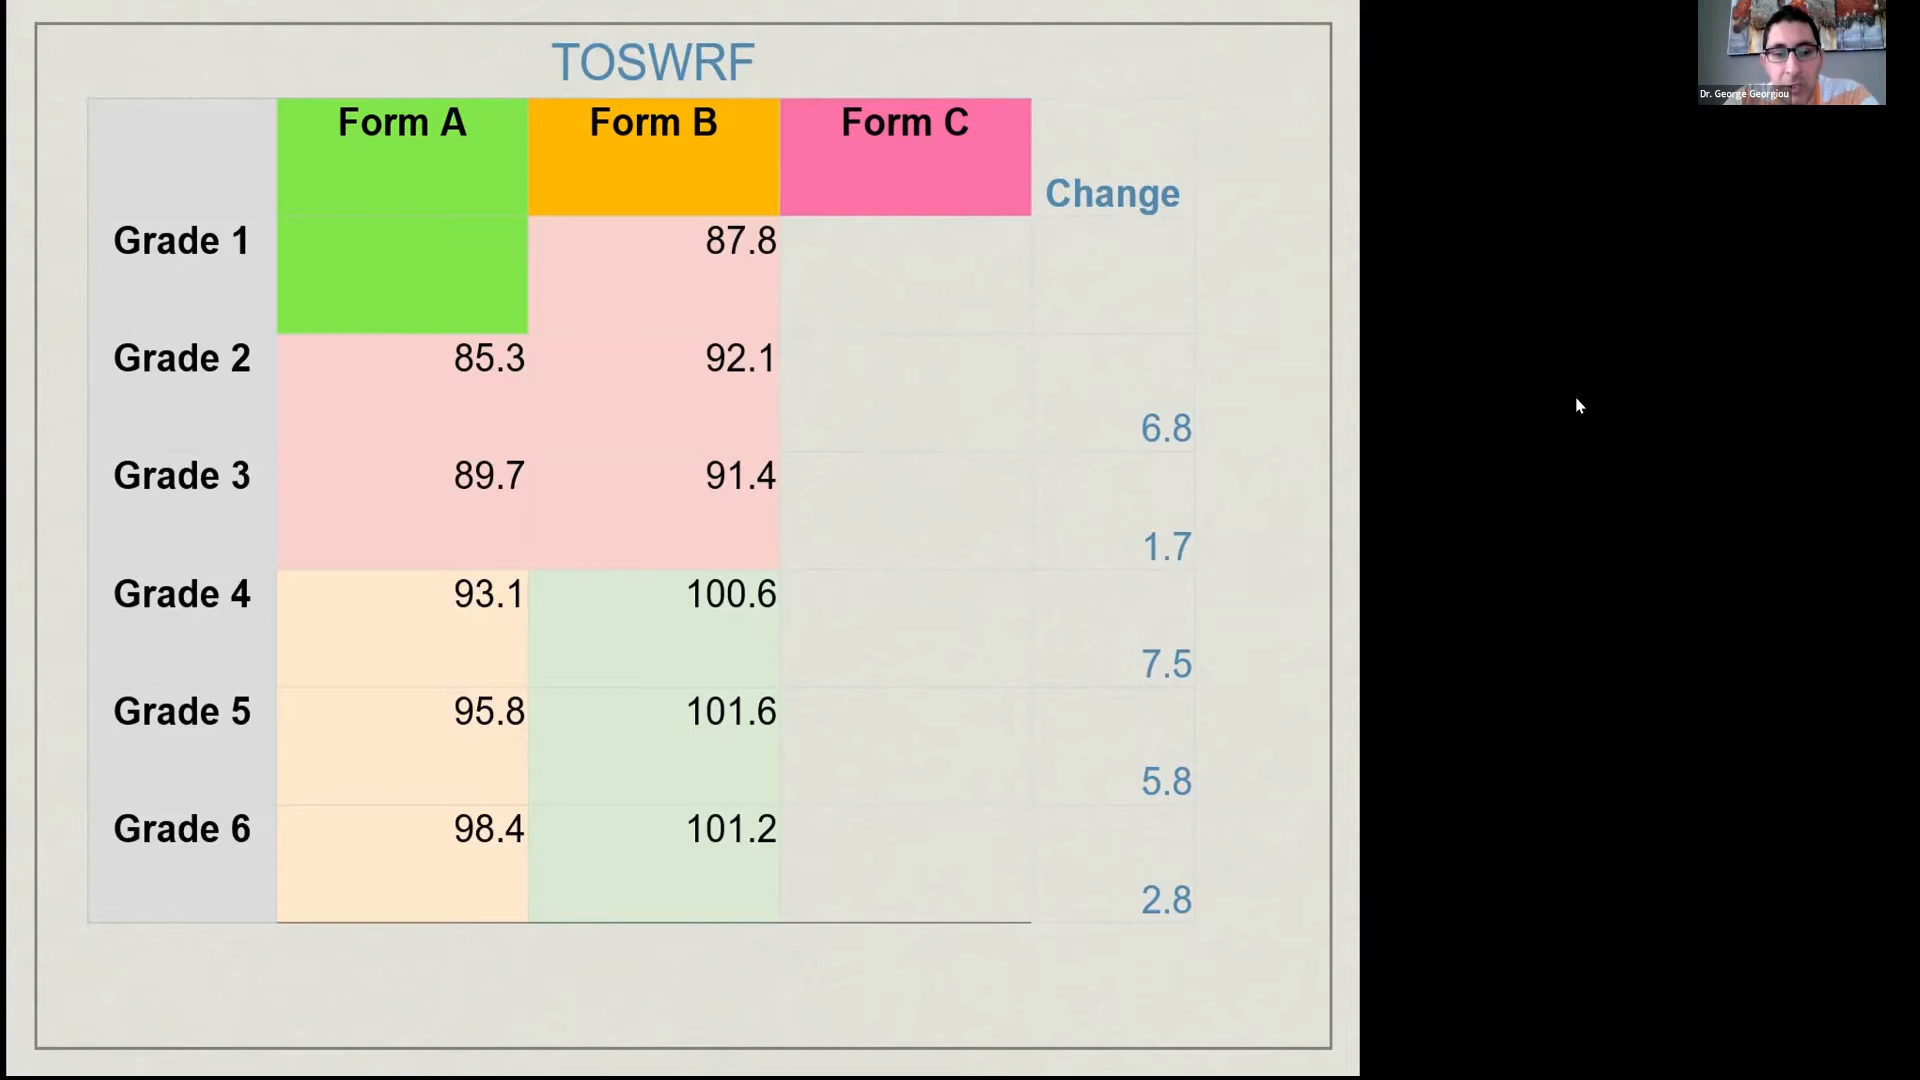 TOSWRF
Form A Form B Form C Change
Grade 1 87.8
Grade 2 85.3 92.1 6.8
Grade 3 89.7 91.4 1.7
Grade 4 93.1 100.6 7.5
Grade 5 95.8 101.6 5.8
Grade 6 98.4 101.2 2.8
Dr. George Georgiou